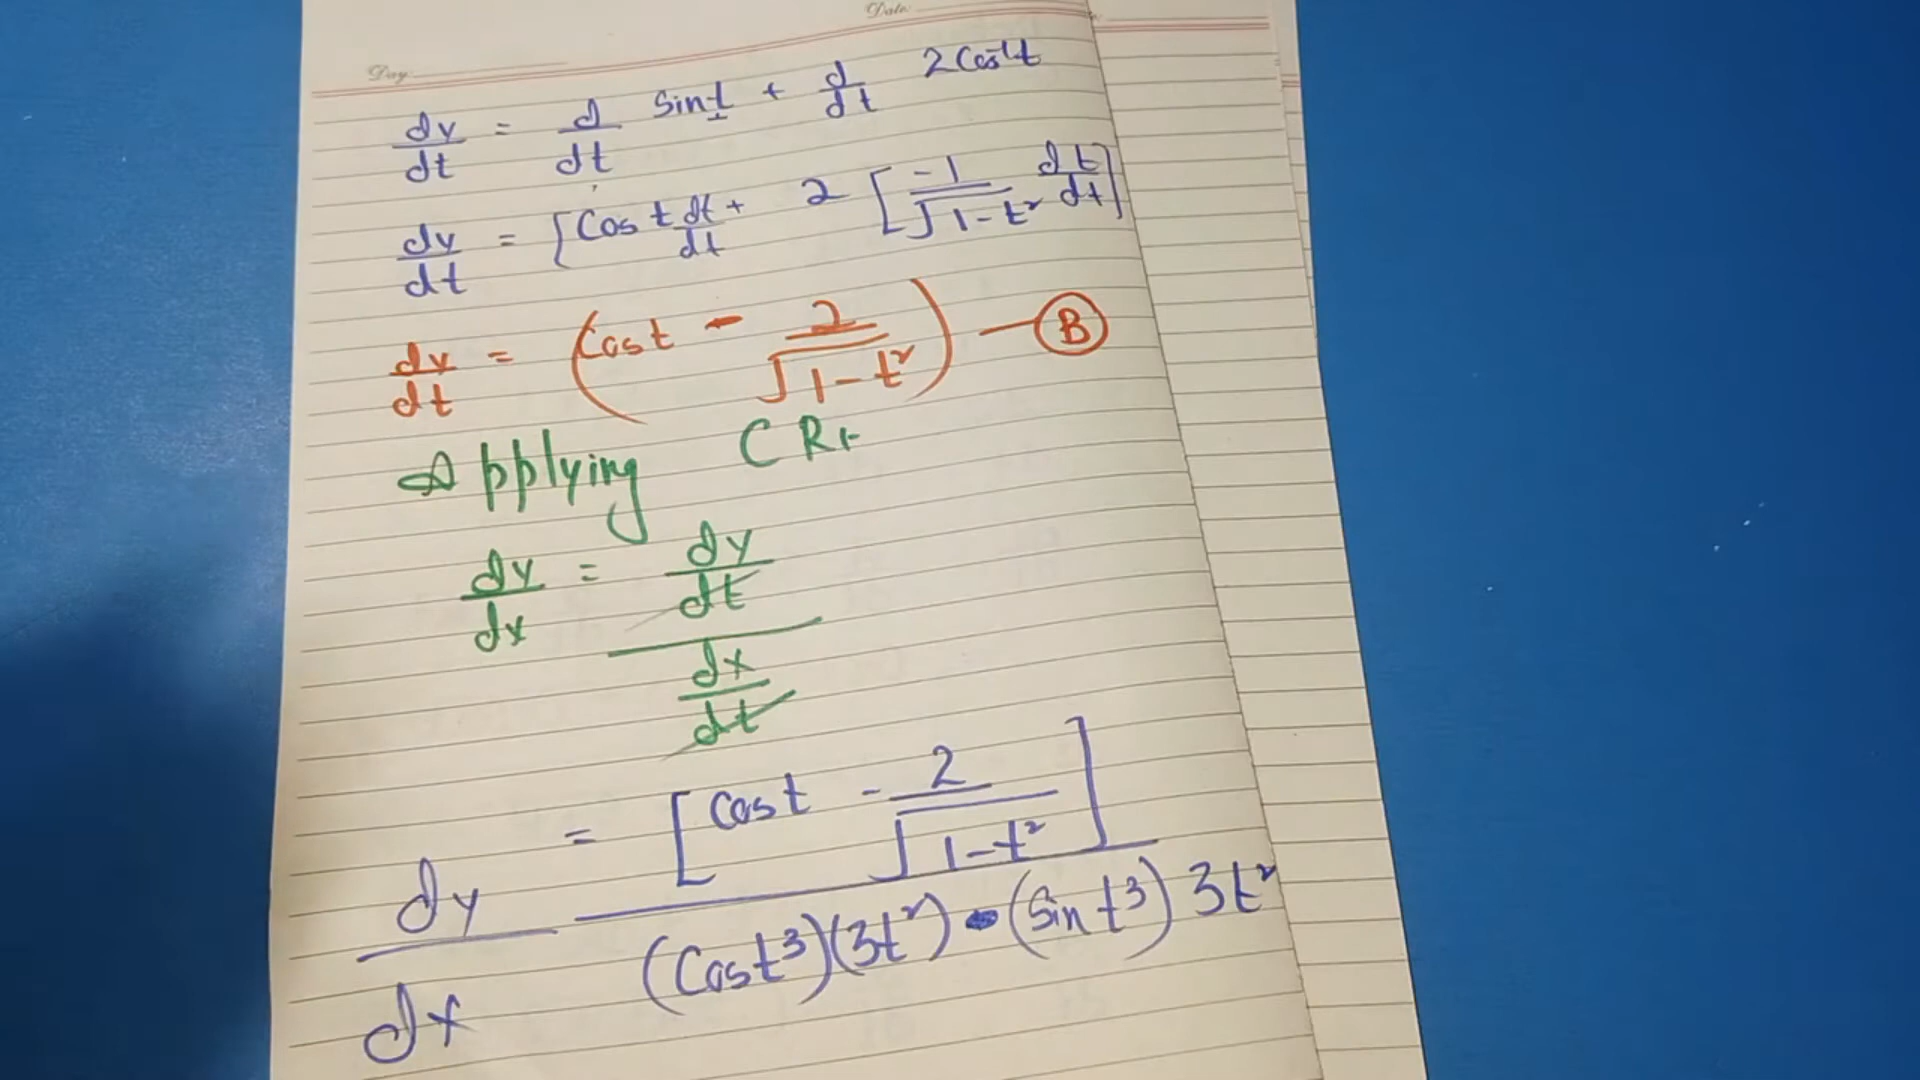 Date
Day
dy/dt = d/dt Sin t + d/dt 2 Cos⁻¹t
dy/dt = [Cos t dt/dt + 2 [-1/√1-t² dt/dt]
dy/dt = (Cos t - 2/√1-t²) — B
Applying C R
dy/dx = dy/dt / dx/dt
dy/dx = [Cos t - 2/√1-t²] / (Cos t³)(3t²) - (Sin t³) 3t²